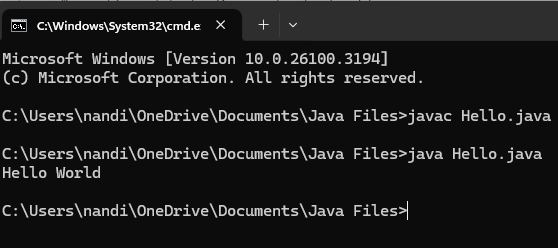 C:\Windows\System32\cmd.e
Microsoft Windows [Version 10.0.26100.3194]
(c) Microsoft Corporation. All rights reserved.
C:\Users\nandi\OneDrive\Documents\Java Files>javac Hello.java
C:\Users\nandi\OneDrive\Documents\Java Files>java Hello.java
Hello World
C:\Users\nandi\OneDrive\Documents\Java Files>